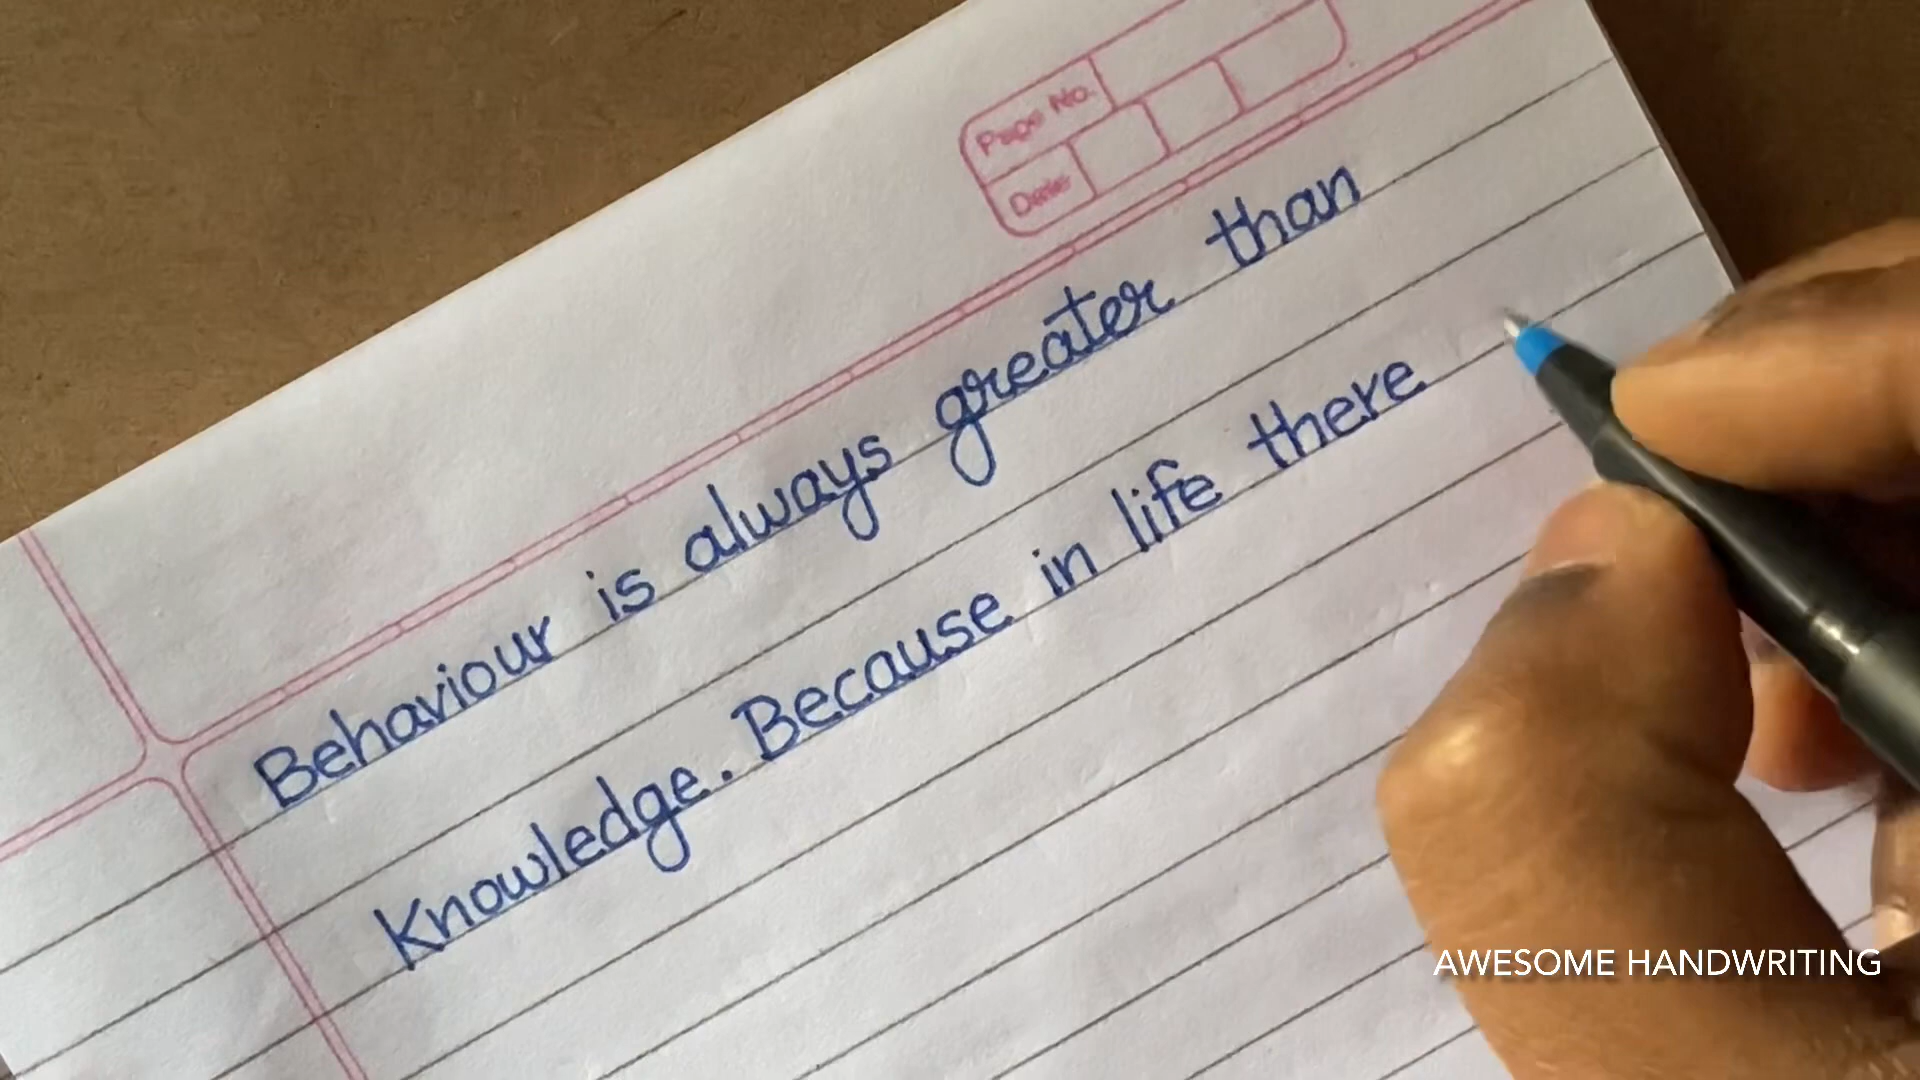 Page No.
Date
Behaviour is always greater than
Knowledge. Because in life there
AWESOME HANDWRITING